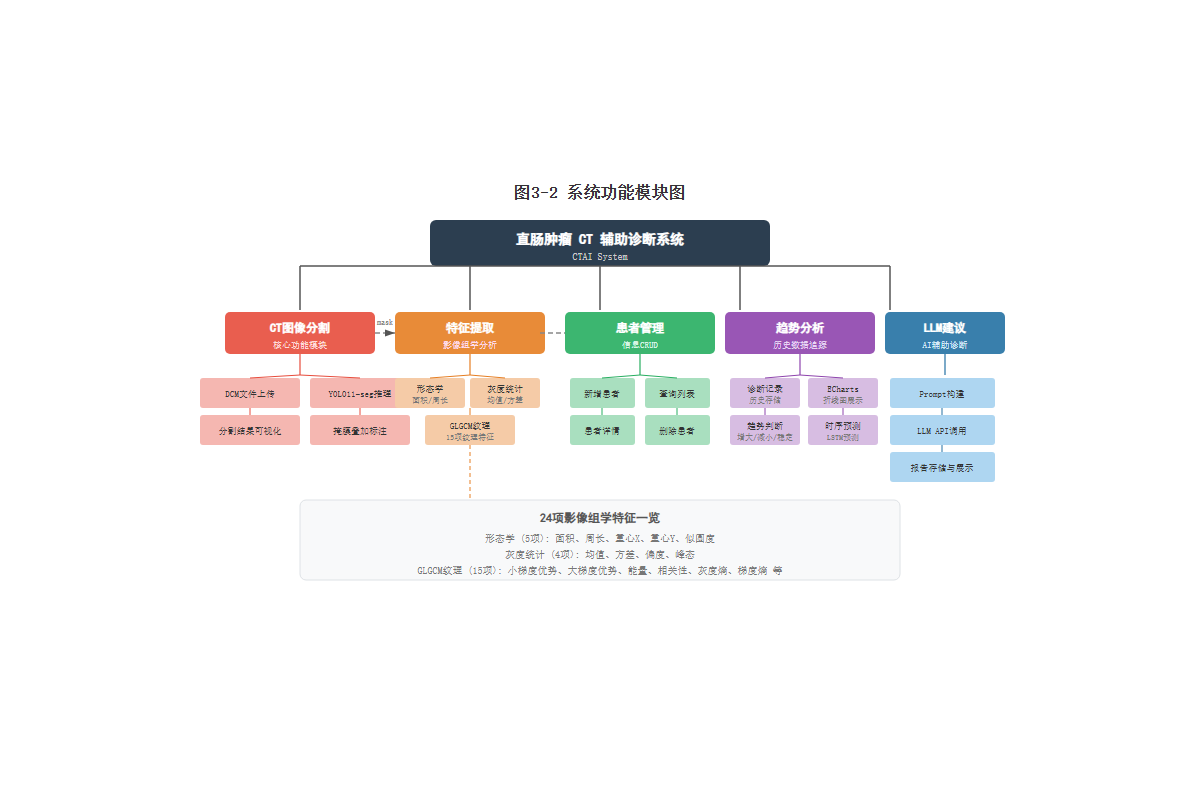 图3-2 系统功能模块图
直肠肿瘤 CT 辅助诊断系统
CTAI System
CT图像分割
核心功能模块
mask
特征提取
影像组学分析
患者管理
信息CRUD
趋势分析
历史数据追踪
LLM建议
AI辅助诊断
DCM文件上传
YOLO11-seg推理
分割结果可视化
掩膜叠加标注
形态学
面积/周长
灰度统计
均值/方差
GLGCM纹理
15项纹理特征
新增患者
查询列表
患者详情
删除患者
诊断记录
历史存储
ECharts
折线图展示
趋势判断
增大/减小/稳定
时序预测
LSTM预测
Prompt构建
LLM API调用
报告存储与展示
24项影像组学特征一览
形态学 (5项): 面积、周长、重心X、重心Y、似圆度
灰度统计 (4项): 均值、方差、偏度、峰态
GLGCM纹理 (15项): 小梯度优势、大梯度优势、能量、相关性、灰度熵、梯度熵 等